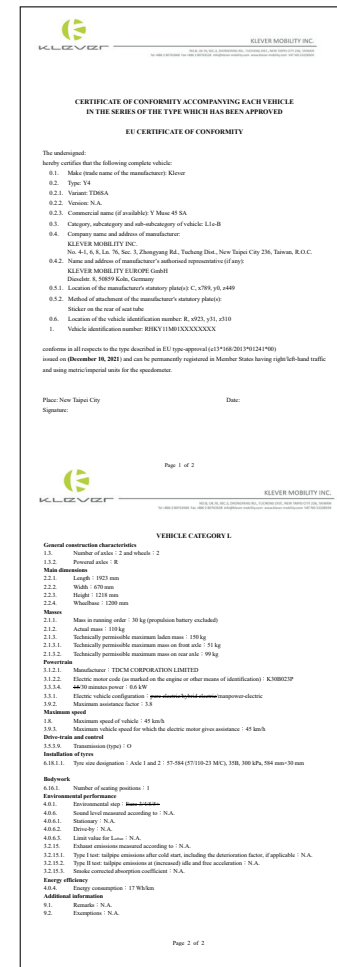 KLEVER
KLEVER MOBILITY INC.
CERTIFICATE OF CONFORMITY ACCOMPANYING EACH VEHICLE
IN THE SERIES OF THE TYPE WHICH HAS BEEN APPROVED
EU CERTIFICATE OF CONFORMITY
The undersigned:
hereby certifies that the following complete vehicle:
0.1. Make (trade name of the manufacturer): Klever
0.2. Type: Y4
0.2.1. Variant: TD6SA
0.2.2. Version: N.A.
0.2.3. Commercial name (if available): Y Muse 45 SA
0.3. Category, subcategory and sub-subcategory of vehicle: L1e-B
0.4. Company name and address of manufacturer:
KLEVER MOBILITY INC.
No. 4-1, 6, 8, Ln. 76, Sec. 3, Zhongyang Rd., Tucheng Dist., New Taipei City 236, Taiwan, R.O.C.
0.4.2. Name and address of manufacturer's authorised representative (if any):
KLEVER MOBILITY EUROPE GmbH
Dieselstr. 8, 50859 Koln, Germany
0.5.1. Location of the manufacturer's statutory plate(s): C, x789, y0, z449
0.5.2. Method of attachment of the manufacturer's statutory plate(s):
Sticker on the rear of seat tube
0.6. Location of the vehicle identification number: R, x923, y31, z310
1. Vehicle identification number: RHKY11M01XXXXXXXX
conforms in all respects to the type described in EU type-approval (e13*168/2013*01241*00)
issued on (December 10, 2021) and can be permanently registered in Member States having right/left-hand traffic
and using metric/imperial units for the speedometer.
Place: New Taipei City Date:
Signature:
Page 1 of 2
KLEVER
KLEVER MOBILITY INC.
VEHICLE CATEGORY L
General construction characteristics
1.3. Number of axles : 2 and wheels : 2
1.3.2. Powered axles : R
Main dimensions
2.2.1. Length : 1923 mm
2.2.2. Width : 670 mm
2.2.3. Height : 1218 mm
2.2.4. Wheelbase : 1200 mm
Masses
2.1.1. Mass in running order : 30 kg (propulsion battery excluded)
2.1.2. Actual mass : 110 kg
2.1.3. Technically permissible maximum laden mass : 150 kg
2.1.3.1. Technically permissible maximum mass on front axle : 51 kg
2.1.3.2. Technically permissible maximum mass on rear axle : 99 kg
Powertrain
3.1.2.1. Manufacturer : TDCM CORPORATION LIMITED
3.1.2.2. Electric motor code (as marked on the engine or other means of identification) : K30B023P
3.3.3.4. 15/30 minutes power : 0.6 kW
3.3.1. Electric vehicle configuration : pure electric/hybrid electric/manpower-electric
3.9.2. Maximum assistance factor : 3.8
Maximum speed
1.8. Maximum speed of vehicle : 45 km/h
3.9.3. Maximum vehicle speed for which the electric motor gives assistance : 45 km/h
Drive-train and control
3.5.3.9. Transmission (type) : O
Installation of tyres
6.18.1.1. Tyre size designation : Axle 1 and 2 : 57-584 (57/110-23 M/C), 35B, 300 kPa, 584 mm×30 mm
Bodywork
6.16.1. Number of seating positions : 1
Environmental performance
4.0.1. Environmental step :
4.0.6. Sound level measured according to : N.A.
4.0.6.1. Stationary : N.A.
4.0.6.2. Drive-by : N.A.
4.0.6.3. Limit value for Lurban : N.A.
3.2.15. Exhaust emissions measured according to : N.A.
3.2.15.1. Type I test: tailpipe emissions after cold start, including the deterioration factor, if applicable : N.A.
3.2.15.2. Type II test: tailpipe emissions at (increased) idle and free acceleration : N.A.
3.2.15.3. Smoke corrected absorption coefficient : N.A.
Energy efficiency
4.0.4. Energy consumption : 17 Wh/km
Additional information
9.1. Remarks : N.A.
9.2. Exemptions : N.A.
Page 2 of 2